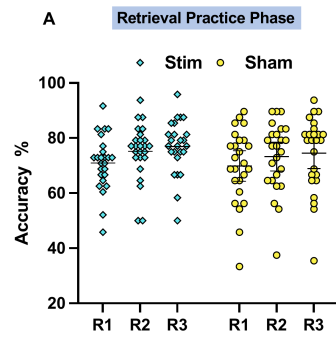 A
Retrieval Practice Phase
Stim Sham
Accuracy %
100
80
60
40
20
R1 R2 R3 R1 R2 R3